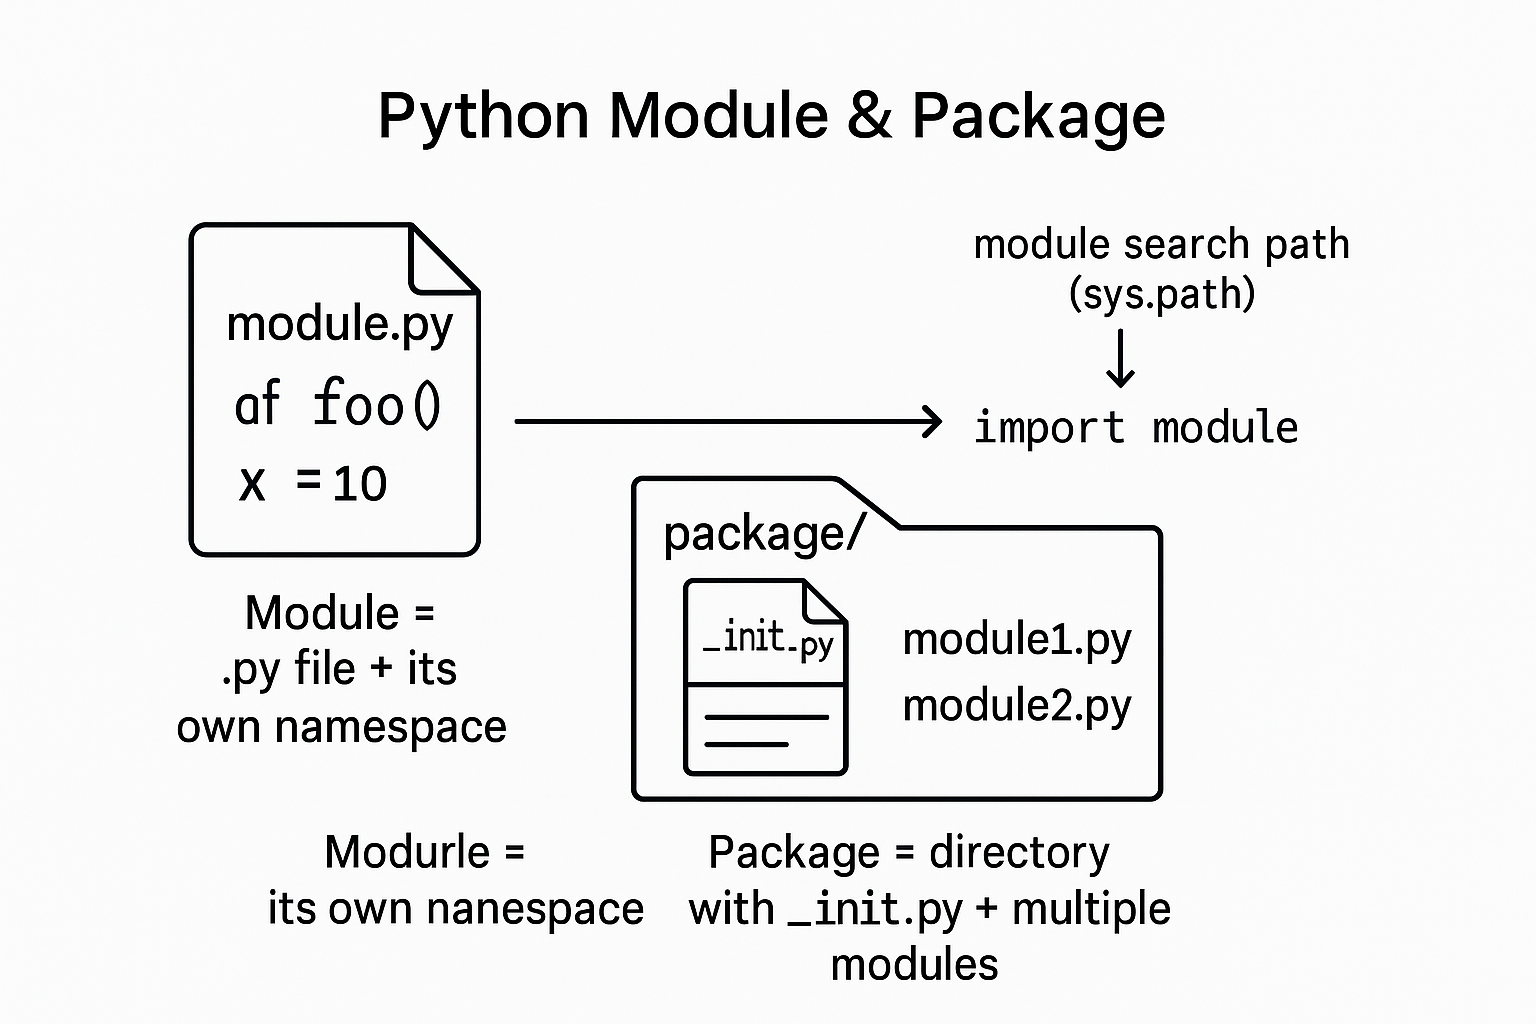 Python Module & Package
module.py
af foo()
x =10
Module =
.py file + its
own namespace
module search path
(sys.path)
import module
package/
_init.py
module1.py
module2.py
Modurle =
its own nanespace
Package = directory
with _init.py + multiple
modules